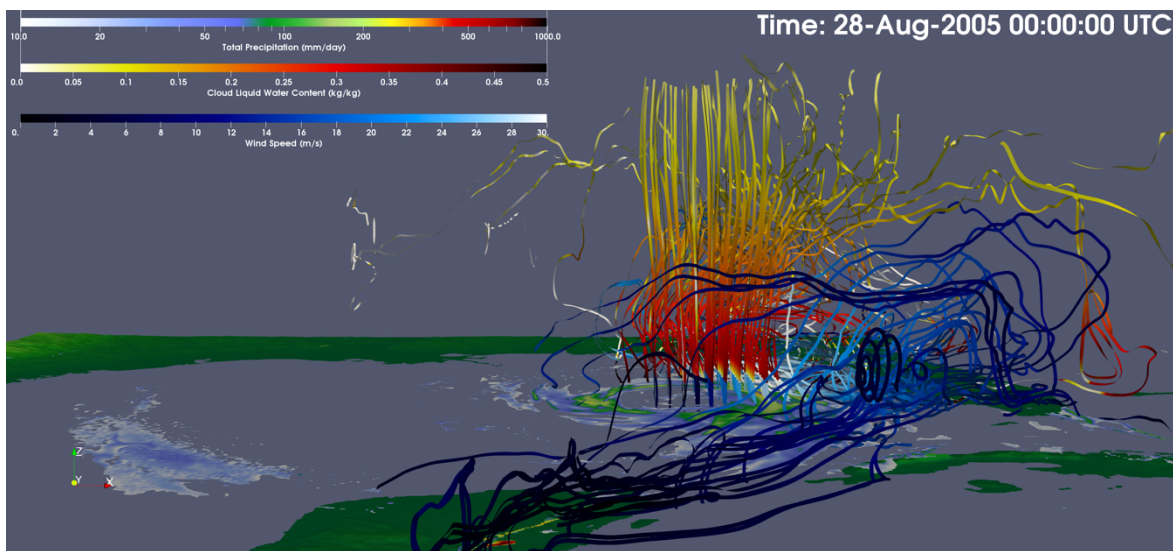 Time: 28-Aug-2005 00:00:00 UTC
10.0 20 50 100 200 500 1000.0
Total Precipitation (mm/day)
0.0 0.05 0.1 0.15 0.2 0.25 0.3 0.35 0.4 0.45 0.5
Cloud Liquid Water Content (kg/kg)
0. 2 4 6 8 10 12 14 16 18 20 22 24 26 28 30.
Wind Speed (m/s)
Z
Y X